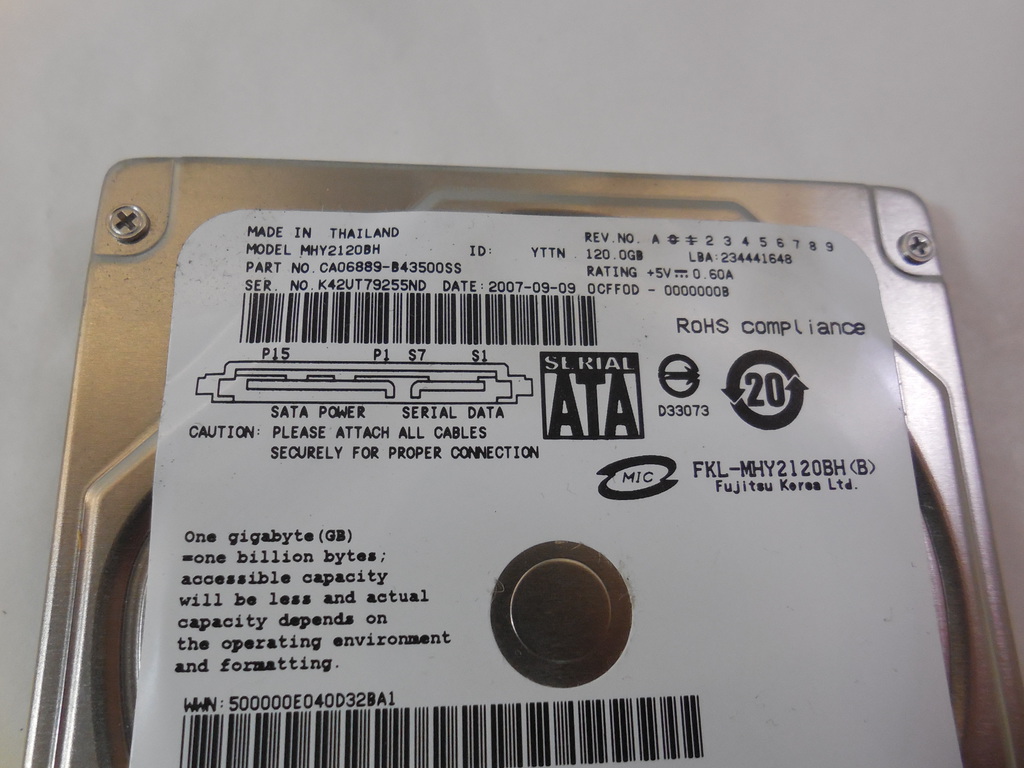 MADE IN THAILAND
MODEL MHY2120BH ID: YTTN 120.0GB LBA:234441648
REV.NO. A 0 1 2 3 4 5 6 7 8 9
PART NO.CA06889-B43500SS RATING +5V⎓0.60A
SER. NO.K42UT79255ND DATE:2007-09-09 0CFF0D - 0000000B
RoHS compliance
P15 P1 S7 S1
SATA POWER SERIAL DATA
SERIAL
ATA
D33073
20
CAUTION: PLEASE ATTACH ALL CABLES
SECURELY FOR PROPER CONNECTION
MIC
FKL-MHY2120BH(B)
Fujitsu Korea Ltd.
One gigabyte(GB)
=one billion bytes;
accessible capacity
will be less and actual
capacity depends on
the operating environment
and formatting.
WWN:500000E040D32BA1